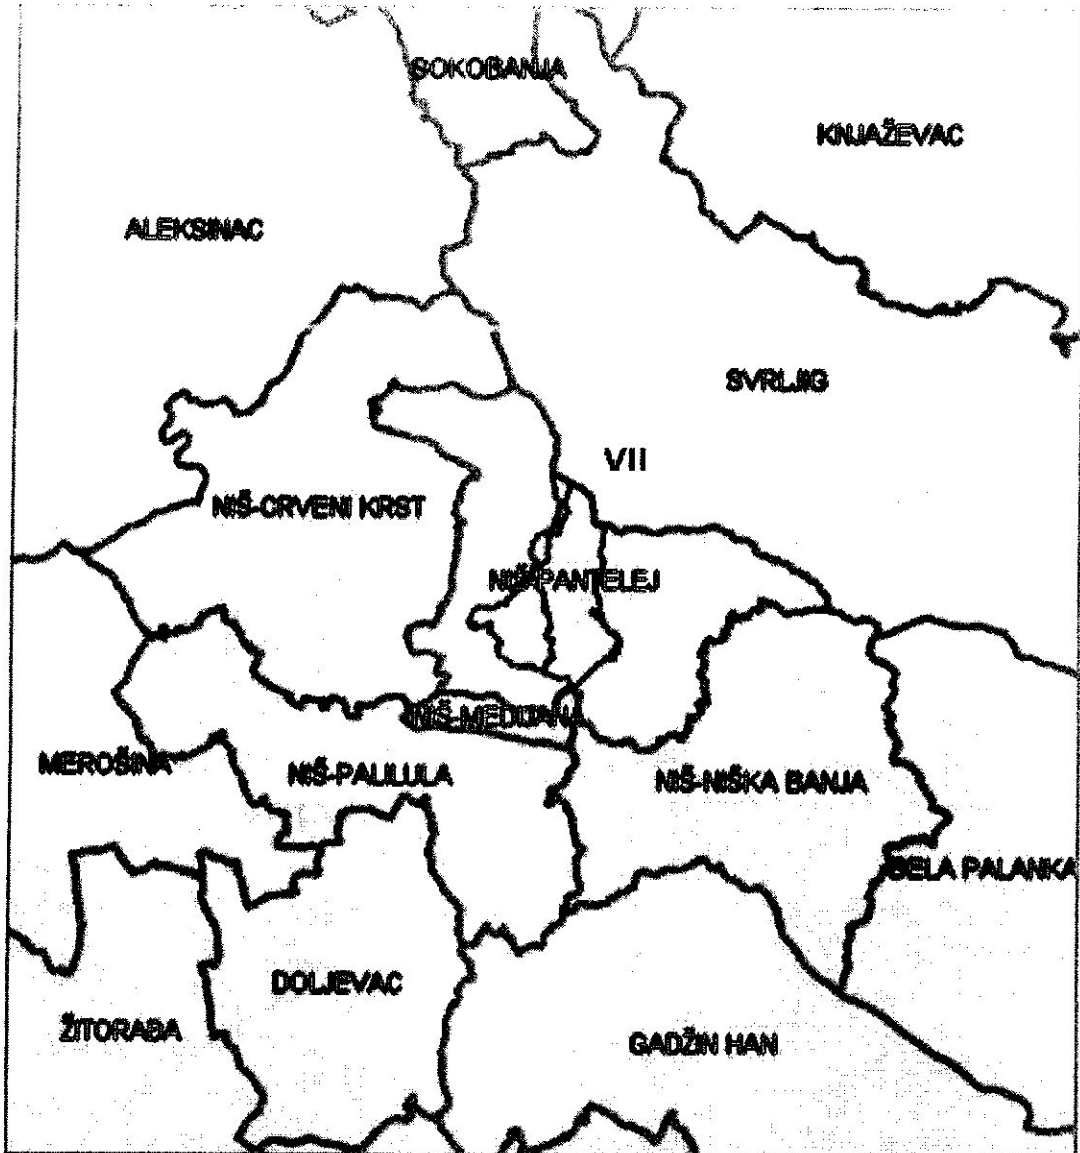 SOKOBANJA
KNJAŽEVAC
ALEKSINAC
SVRLJIG
VII
NIŠ-CRVENI KRST
NIŠ-PANTELEJ
NIŠ-MEDIJANA
MEROŠINA
NIŠ-PALILULA
NIŠ-NIŠKA BANJA
BELA PALANKA
DOLJEVAC
ŽITORAĐA
GADŽIN HAN